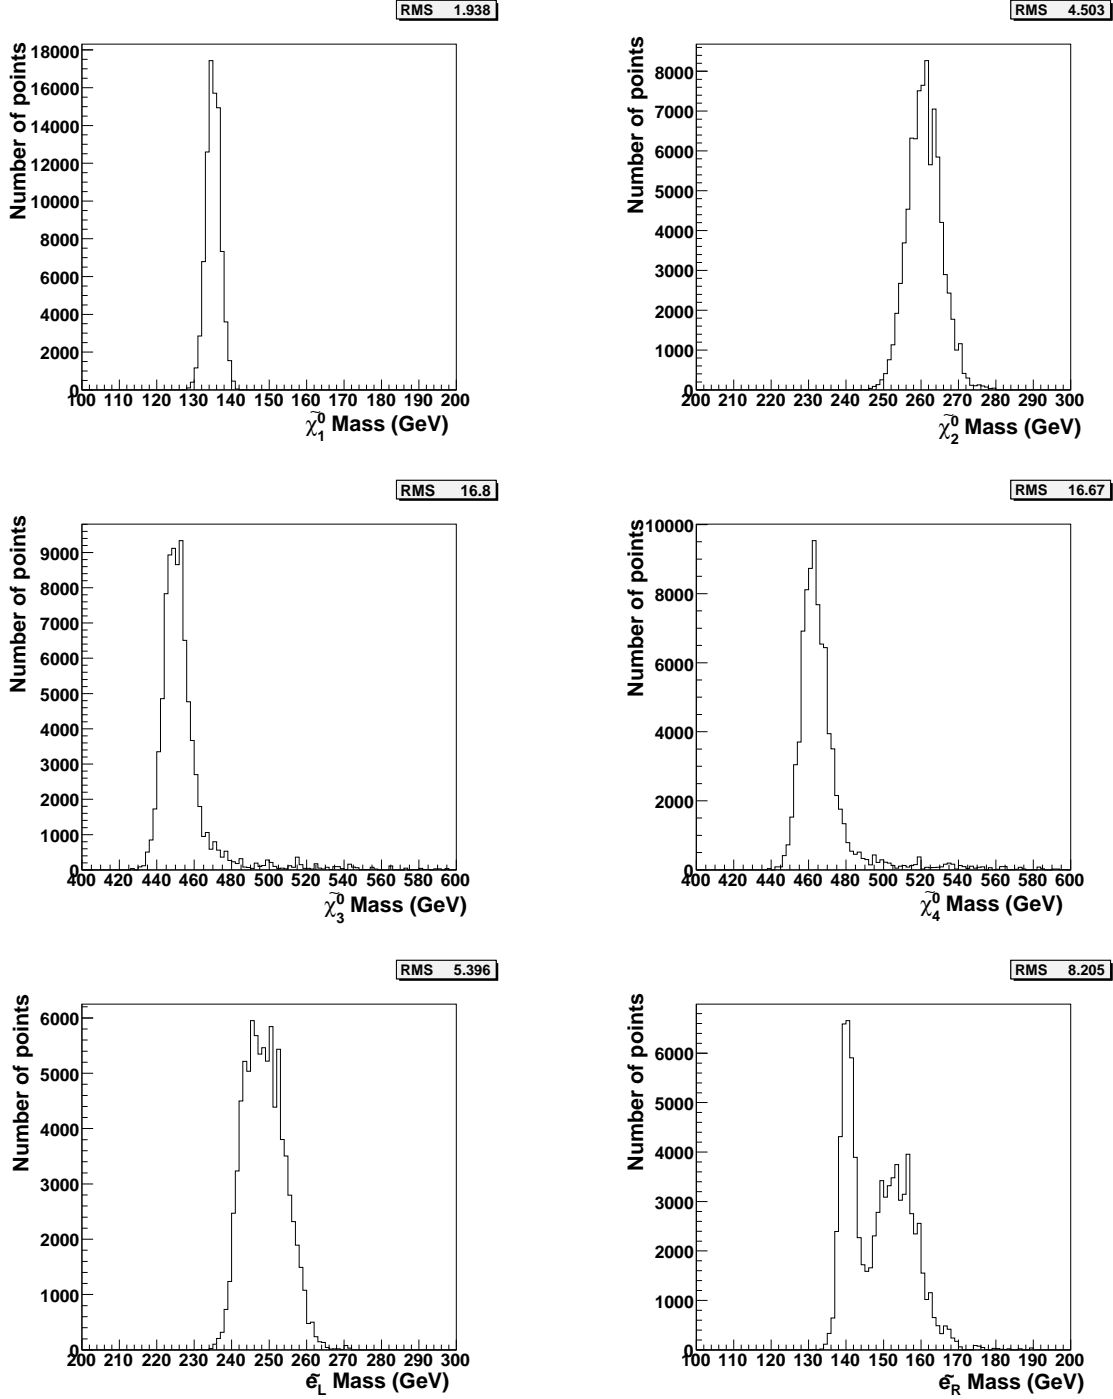 RMS 1.938
Number of points
18000
16000
14000
12000
10000
8000
6000
4000
2000
0
100 110 120 130 140 150 160 170 180 190 200
χ̃⁰₁ Mass (GeV)
RMS 4.503
Number of points
8000
7000
6000
5000
4000
3000
2000
1000
0
200 210 220 230 240 250 260 270 280 290 300
χ̃⁰₂ Mass (GeV)
RMS 16.8
Number of points
9000
8000
7000
6000
5000
4000
3000
2000
1000
0
400 420 440 460 480 500 520 540 560 580 600
χ̃⁰₃ Mass (GeV)
RMS 16.67
Number of points
10000
8000
6000
4000
2000
0
400 420 440 460 480 500 520 540 560 580 600
χ̃⁰₄ Mass (GeV)
RMS 5.396
Number of points
6000
5000
4000
3000
2000
1000
0
200 210 220 230 240 250 260 270 280 290 300
ẽ_L Mass (GeV)
RMS 8.205
Number of points
6000
5000
4000
3000
2000
1000
0
100 110 120 130 140 150 160 170 180 190 200
ẽ_R Mass (GeV)